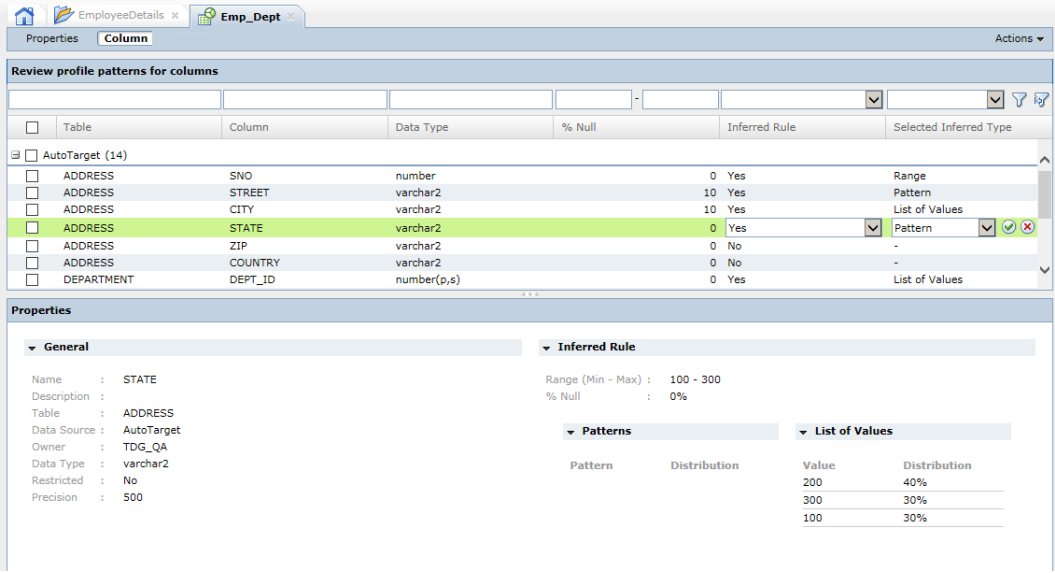 EmployeeDetails × Emp_Dept ×
Properties Column Actions
Review profile patterns for columns
-
Table Column Data Type % Null Inferred Rule Selected Inferred Type
AutoTarget (14)
ADDRESS SNO number 0 Yes Range
ADDRESS STREET varchar2 10 Yes Pattern
ADDRESS CITY varchar2 10 Yes List of Values
ADDRESS STATE varchar2 0 Yes Pattern
ADDRESS ZIP varchar2 0 No -
ADDRESS COUNTRY varchar2 0 No -
DEPARTMENT DEPT_ID number(p,s) 0 Yes List of Values
Properties
General
Name : STATE
Description :
Table : ADDRESS
Data Source : AutoTarget
Owner : TDG_QA
Data Type : varchar2
Restricted : No
Precision : 500
Inferred Rule
Range (Min - Max) : 100 - 300
% Null : 0%
Patterns
Pattern Distribution
List of Values
Value Distribution
200 40%
300 30%
100 30%